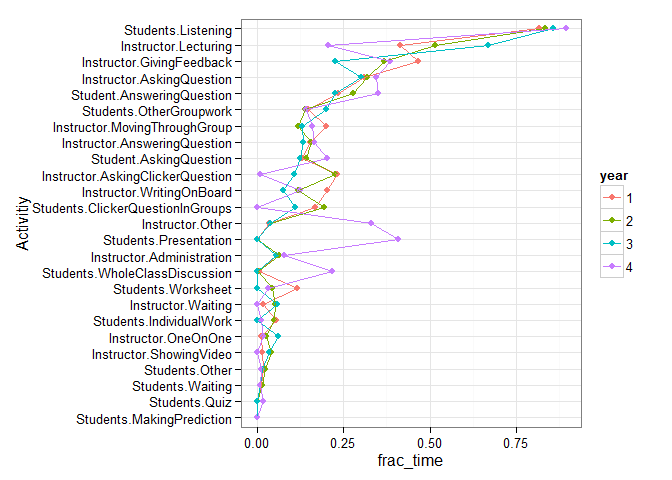 Students.Listening
Instructor.Lecturing
Instructor.GivingFeedback
Instructor.AskingQuestion
Student.AnsweringQuestion
Students.OtherGroupwork
Instructor.MovingThroughGroup
Instructor.AnsweringQuestion
Student.AskingQuestion
Instructor.AskingClickerQuestion
Instructor.WritingOnBoard
Students.ClickerQuestionInGroups
Instructor.Other
Students.Presentation
Instructor.Administration
Students.WholeClassDiscussion
Students.Worksheet
Instructor.Waiting
Students.IndividualWork
Instructor.OneOnOne
Instructor.ShowingVideo
Students.Other
Students.Waiting
Students.Quiz
Students.MakingPrediction
Activitiy
0.00 0.25 0.50 0.75
frac_time
year
1
2
3
4